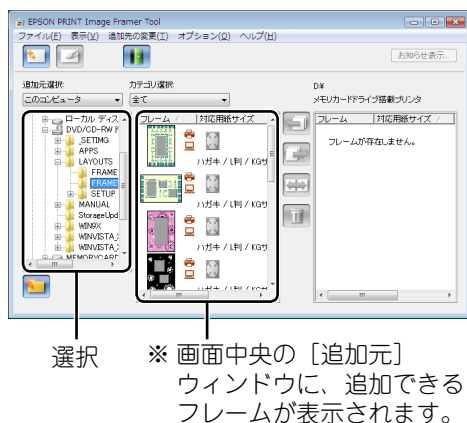 EPSON PRINT Image Framer Tool
ファイル(F) 表示(V) 追加先の変更(T) オプション(O) ヘルプ(H)
お知らせ表示...
追加元選択: カテゴリ選択: D:¥
このコンピュータ 全て メモリカードドライブ搭載プリンタ
ローカル ディス
DVD/CD-RW ド
_SETIMG
APPS
LAYOUTS
FRAME
FRAME
SETUP
MANUAL
StorageUpd
WIN9X
WINVISTA_
WINVISTA_
MEMORYCARD
フレーム / 対応用紙サイズ
ハガキ / L判 / KGサ
ハガキ / L判 / KGサ
ハガキ / L判 / KGサ
ハガキ / L判 / KGサ
フレーム 対応用紙サイズ /
フレームが存在しません。
選択
※ 画面中央の［追加元］
ウィンドウに、追加できる
フレームが表示されます。